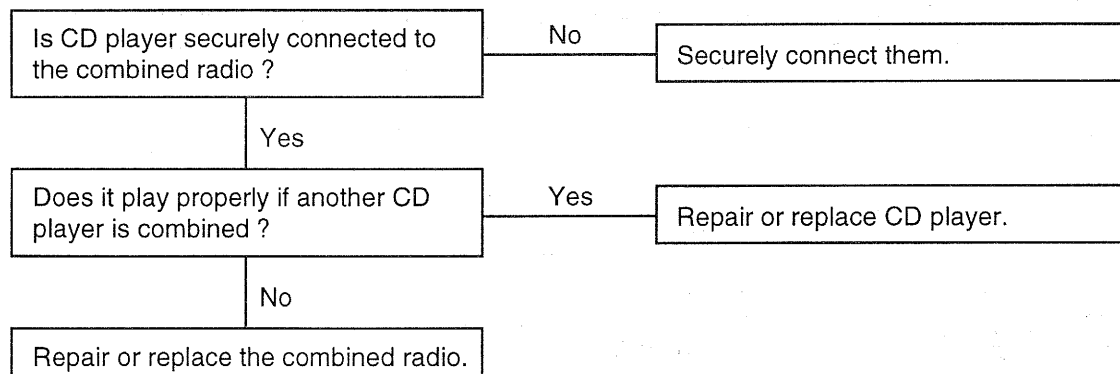 Is CD player securely connected to
the combined radio ?
No
Securely connect them.
Yes
Does it play properly if another CD
player is combined ?
Yes
Repair or replace CD player.
No
Repair or replace the combined radio.